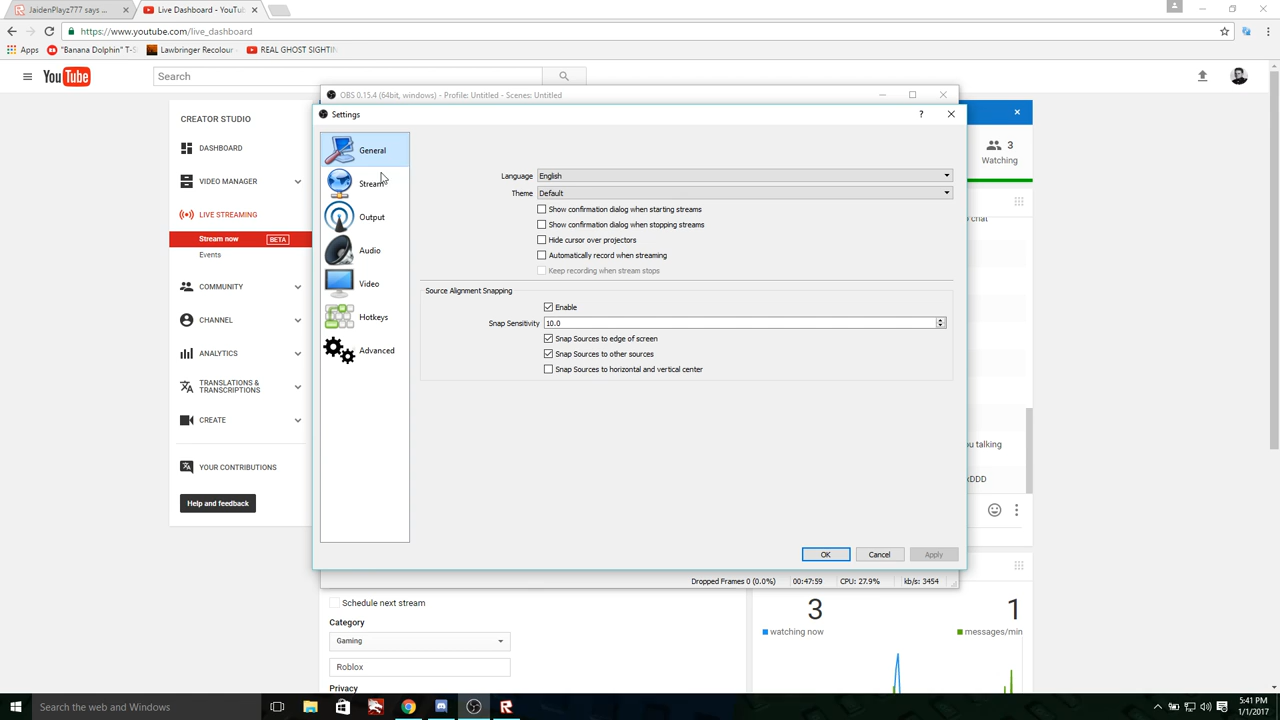 JaidenPlayz777 says ...
Live Dashboard - YouTu
https://www.youtube.com/live_dashboard
Apps
"Banana Dolphin" T-S
Lawbringer Recolour
REAL GHOST SIGHTIN
YouTube
Search
OBS 0.15.4 (64bit, windows) - Profile: Untitled - Scenes: Untitled
Settings
CREATOR STUDIO
DASHBOARD
VIDEO MANAGER
LIVE STREAMING
Stream now
BETA
Events
COMMUNITY
CHANNEL
ANALYTICS
TRANSLATIONS &
TRANSCRIPTIONS
CREATE
YOUR CONTRIBUTIONS
Help and feedback
General
Stream
Output
Audio
Video
Hotkeys
Advanced
Language
English
Theme
Default
Show confirmation dialog when starting streams
Show confirmation dialog when stopping streams
Hide cursor over projectors
Automatically record when streaming
Keep recording when stream stops
Source Alignment Snapping
Enable
Snap Sensitivity
10.0
Snap Sources to edge of screen
Snap Sources to other sources
Snap Sources to horizontal and vertical center
OK
Cancel
Apply
Dropped Frames 0 (0.0%)
00:47:59
CPU: 27.9%
kb/s: 3454
3
Watching
chat
talking
xDDD
Schedule next stream
Category
Gaming
Roblox
Privacy
3
watching now
1
messages/min
Search the web and Windows
5:41 PM
1/1/2017